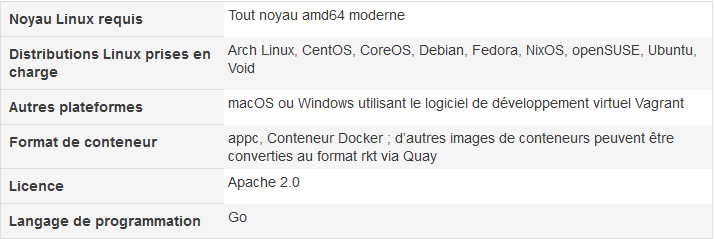 Noyau Linux requis
Tout noyau amd64 moderne
Distributions Linux prises en
charge
Arch Linux, CentOS, CoreOS, Debian, Fedora, NixOS, openSUSE, Ubuntu,
Void
Autres plateformes
macOS ou Windows utilisant le logiciel de développement virtuel Vagrant
Format de conteneur
appc, Conteneur Docker ; d’autres images de conteneurs peuvent être
converties au format rkt via Quay
Licence
Apache 2.0
Langage de programmation
Go